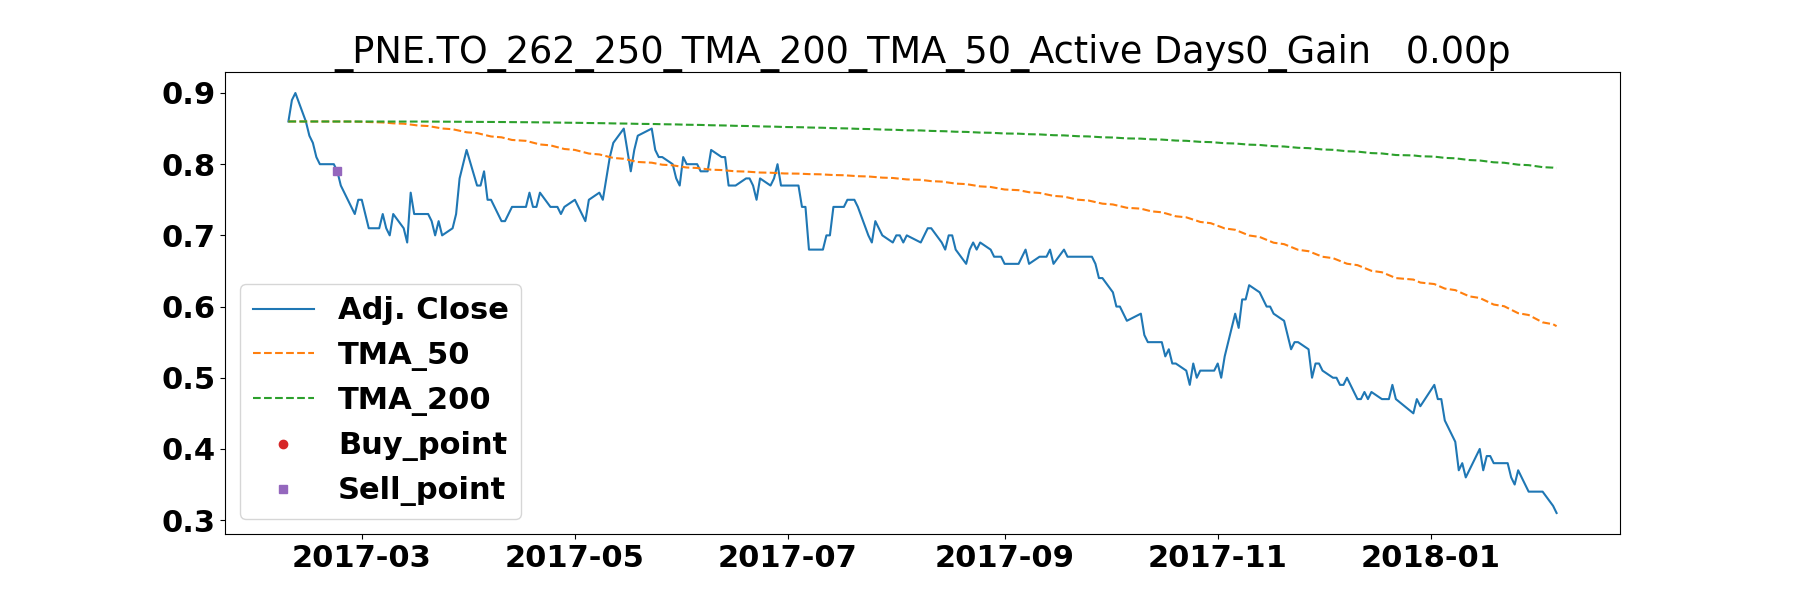 _PNE.TO_262_250_TMA_200_TMA_50_Active Days0_Gain   0.00p
0.9
0.8
0.7
0.6
0.5
0.4
0.3
Adj. Close
TMA_50
TMA_200
Buy_point
Sell_point
2017-03 2017-05 2017-07 2017-09 2017-11 2018-01